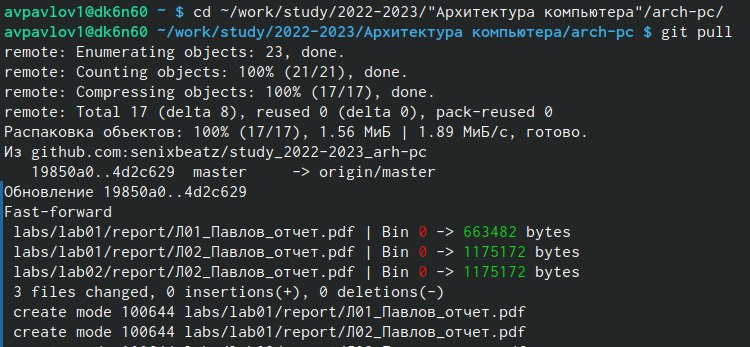 avpavlov1@dk6n60 ~ $ cd ~/work/study/2022-2023/"Архитектура компьютера"/arch-pc/
avpavlov1@dk6n60 ~/work/study/2022-2023/Архитектура компьютера/arch-pc $ git pull
remote: Enumerating objects: 23, done.
remote: Counting objects: 100% (21/21), done.
remote: Compressing objects: 100% (17/17), done.
remote: Total 17 (delta 8), reused 0 (delta 0), pack-reused 0
Распаковка объектов: 100% (17/17), 1.56 МиБ | 1.89 МиБ/с, готово.
Из github.com:senixbeatz/study_2022-2023_arh-pc
   19850a0..4d2c629  master     -> origin/master
Обновление 19850a0..4d2c629
Fast-forward
 labs/lab01/report/Л01_Павлов_отчет.pdf | Bin 0 -> 663482 bytes
 labs/lab01/report/Л02_Павлов_отчет.pdf | Bin 0 -> 1175172 bytes
 labs/lab02/report/Л02_Павлов_отчет.pdf | Bin 0 -> 1175172 bytes
 3 files changed, 0 insertions(+), 0 deletions(-)
 create mode 100644 labs/lab01/report/Л01_Павлов_отчет.pdf
 create mode 100644 labs/lab01/report/Л02_Павлов_отчет.pdf